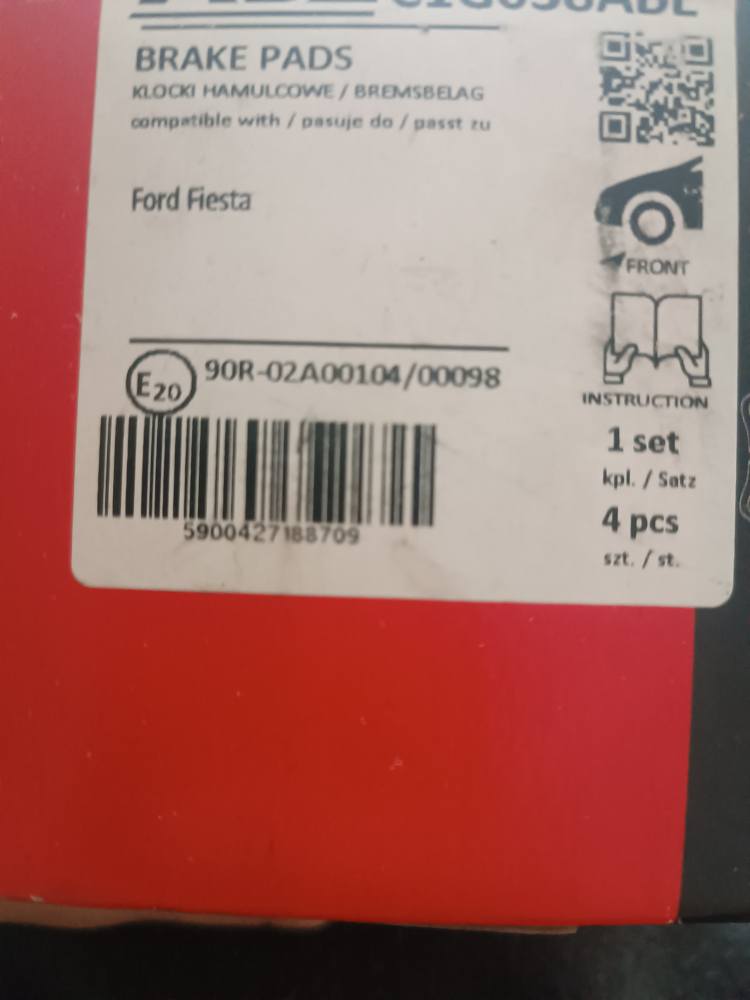 C1G058ABE
BRAKE PADS
KLOCKI HAMULCOWE / BREMSBELAG
compatible with / pasuje do / passt zu
Ford Fiesta
FRONT
INSTRUCTION
E20
90R-02A00104/00098
5900427188709
1 set
kpl. / Satz
4 pcs
szt. / st.